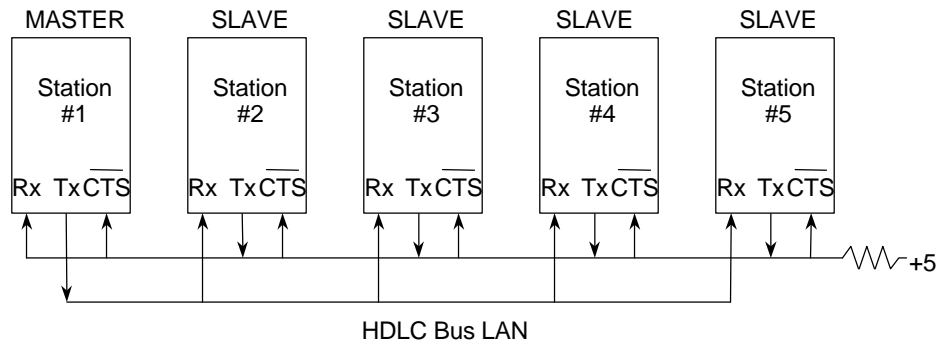 MASTER SLAVE SLAVE SLAVE SLAVE
Station Station Station Station Station
#1 #2 #3 #4 #5
Rx Tx CTS Rx Tx CTS Rx Tx CTS Rx Tx CTS Rx Tx CTS
+5
HDLC Bus LAN